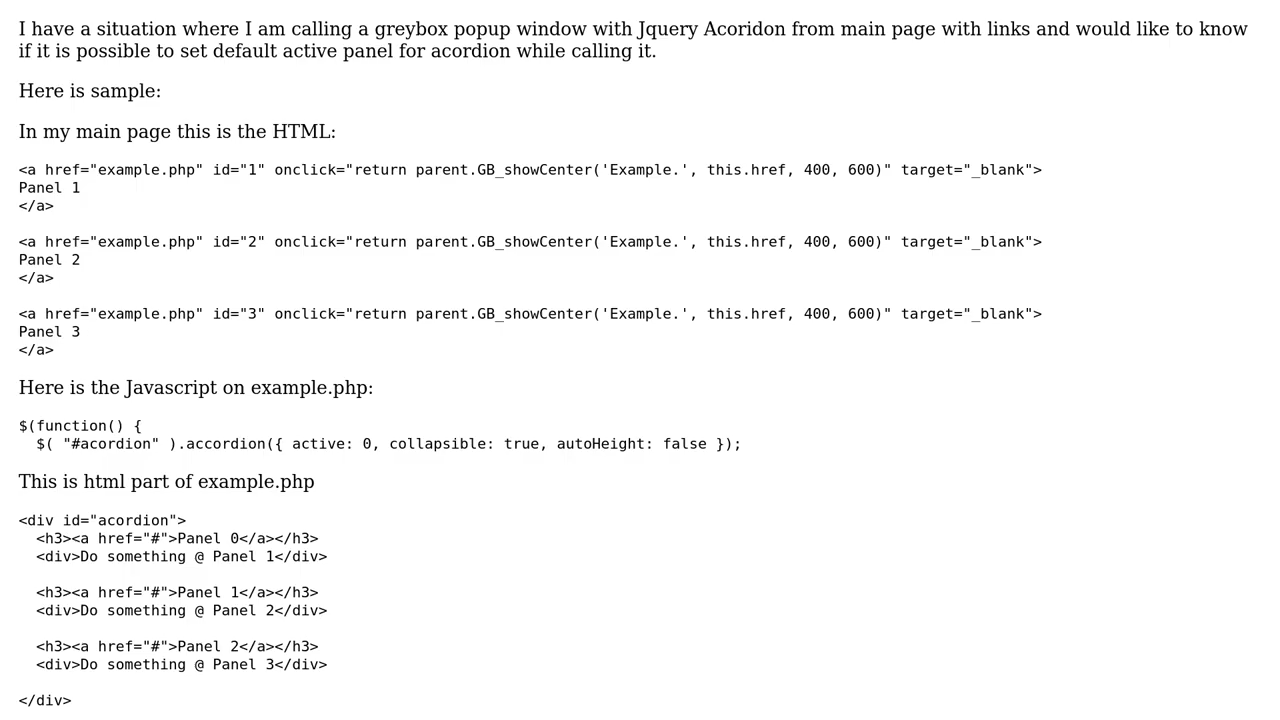 I have a situation where I am calling a greybox popup window with Jquery Acoridon from main page with links and would like to know
if it is possible to set default active panel for acordion while calling it.
Here is sample:
In my main page this is the HTML:
<a href="example.php" id="1" onclick="return parent.GB_showCenter('Example.', this.href, 400, 600)" target="_blank">
Panel 1
</a>
<a href="example.php" id="2" onclick="return parent.GB_showCenter('Example.', this.href, 400, 600)" target="_blank">
Panel 2
</a>
<a href="example.php" id="3" onclick="return parent.GB_showCenter('Example.', this.href, 400, 600)" target="_blank">
Panel 3
</a>
Here is the Javascript on example.php:
$(function() {
  $( "#acordion" ).accordion({ active: 0, collapsible: true, autoHeight: false });
This is html part of example.php
<div id="acordion">
  <h3><a href="#">Panel 0</a></h3>
  <div>Do something @ Panel 1</div>
  <h3><a href="#">Panel 1</a></h3>
  <div>Do something @ Panel 2</div>
  <h3><a href="#">Panel 2</a></h3>
  <div>Do something @ Panel 3</div>
</div>